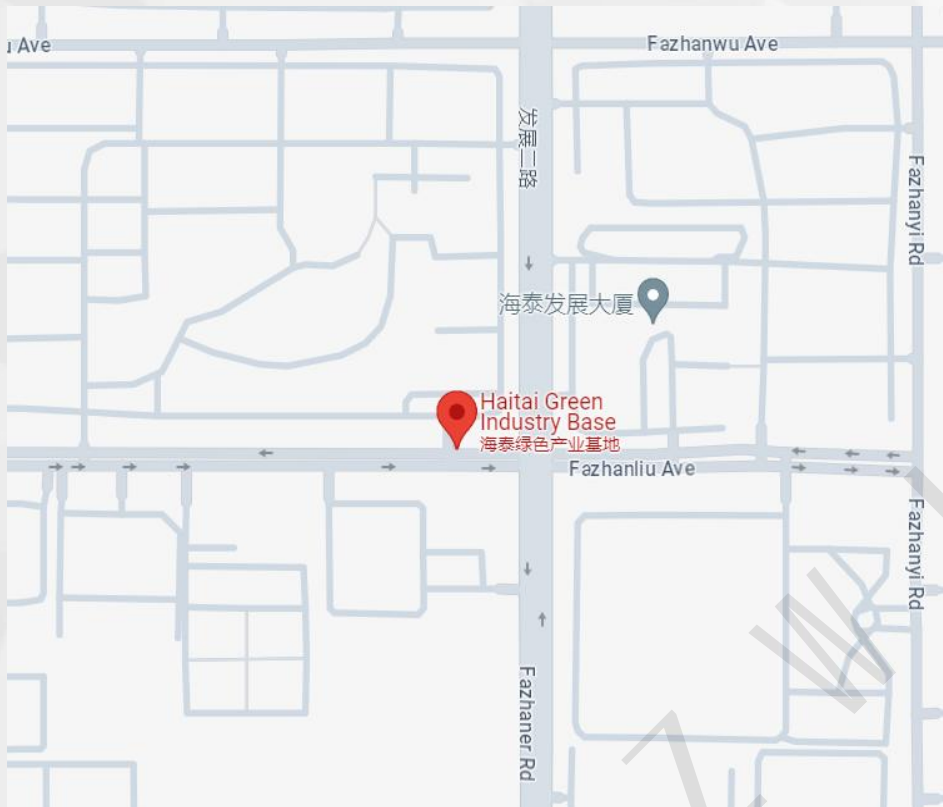 u Ave
Fazhanwu Ave
发展二路
Fazhanyi Rd
海泰发展大厦
Haitai Green
Industry Base
海泰绿色产业基地
Fazhanliu Ave
Fazhanyi Rd
Fazhaner Rd